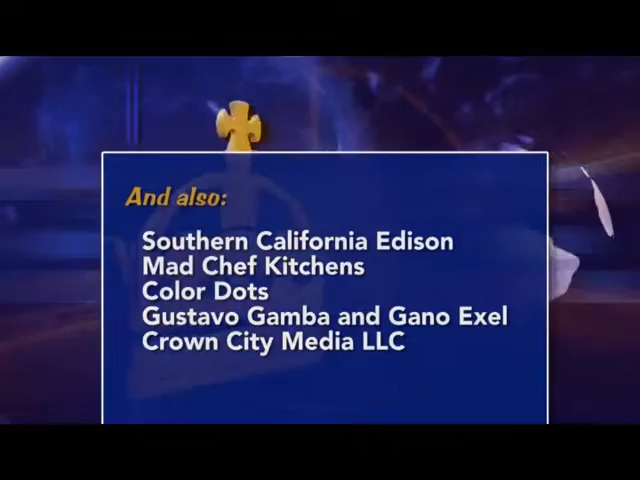 And also:
Southern California Edison
Mad Chef Kitchens
Color Dots
Gustavo Gamba and Gano Exel
Crown City Media LLC